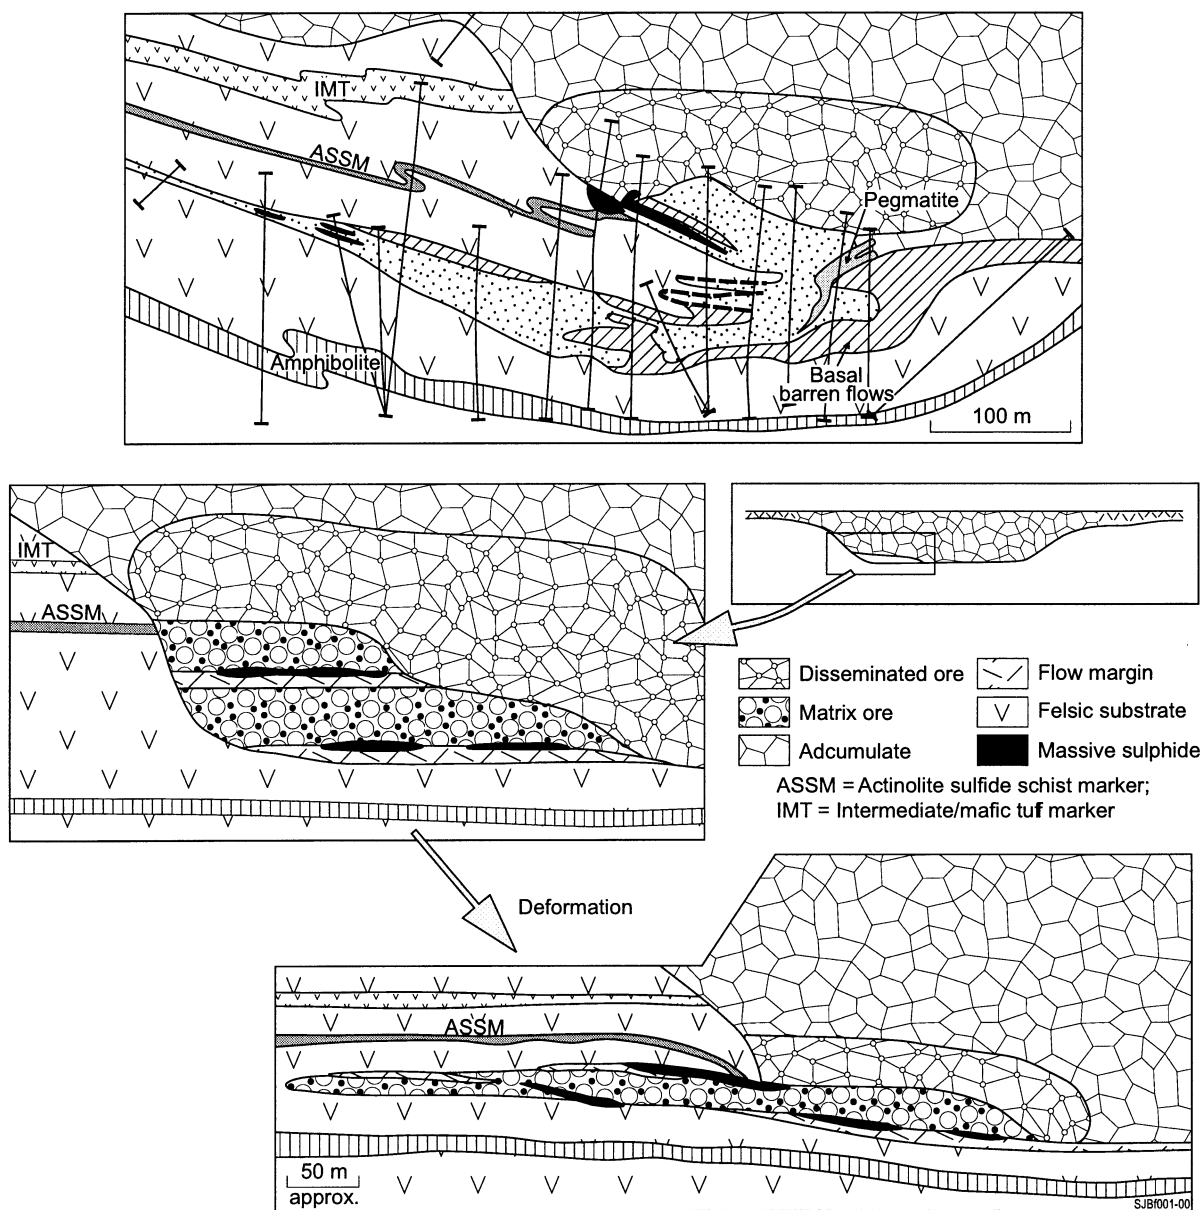 IMT
ASSM
Pegmatite
Amphibolite
Basal
barren flows
100 m
IMT
ASSM
Disseminated ore
Flow margin
Matrix ore
Felsic substrate
Adcumulate
Massive sulphide
ASSM = Actinolite sulfide schist marker;
IMT = Intermediate/mafic tuf marker
Deformation
ASSM
50 m
approx.
SJBf001-00